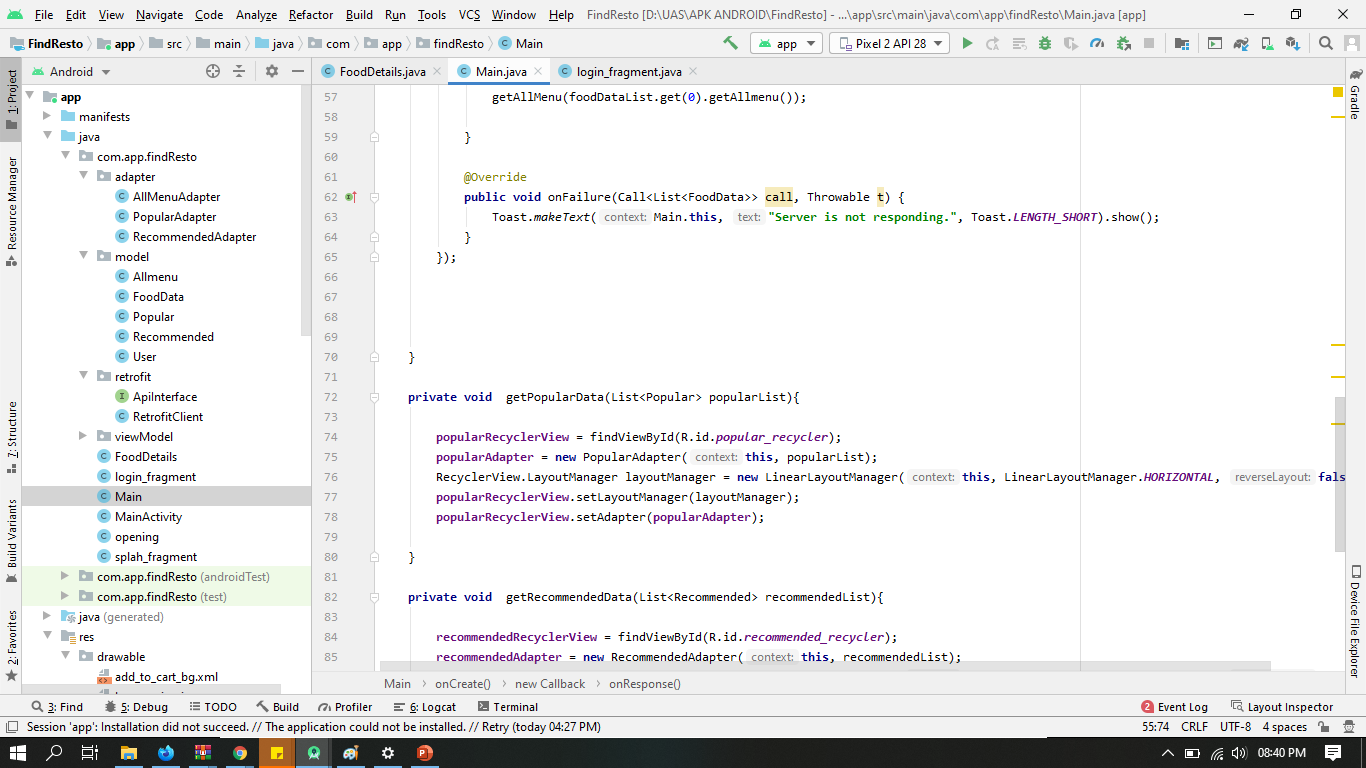 File Edit View Navigate Code Analyze Refactor Build Run Tools VCS Window Help FindResto [D:\UAS\APK ANDROID\FindResto] - ...\app\src\main\java\com\app\findResto\Main.java [app]
FindResto app src main java com app findResto Main app Pixel 2 API 28
Android FoodDetails.java Main.java login_fragment.java
1: Project
Resource Manager
Z: Structure
Build Variants
2: Favorites
app
manifests
java
com.app.findResto
adapter
AllMenuAdapter
PopularAdapter
RecommendedAdapter
model
Allmenu
FoodData
Popular
Recommended
User
retrofit
ApiInterface
RetrofitClient
viewModel
FoodDetails
login_fragment
Main
MainActivity
opening
splah_fragment
com.app.findResto (androidTest)
com.app.findResto (test)
java (generated)
res
drawable
add_to_cart_bg.xml
57 getAllMenu(foodDataList.get(0).getAllmenu());
58
59 }
60
61 @Override
62 public void onFailure(Call<List<FoodData>> call, Throwable t) {
63 Toast.makeText( context: Main.this, text: "Server is not responding.", Toast.LENGTH_SHORT).show();
64 }
65 });
66
67
68
69
70 }
71
72 private void getPopularData(List<Popular> popularList){
73
74 popularRecyclerView = findViewById(R.id.popular_recycler);
75 popularAdapter = new PopularAdapter( context: this, popularList);
76 RecyclerView.LayoutManager layoutManager = new LinearLayoutManager( context: this, LinearLayoutManager.HORIZONTAL, reverseLayout: fals
77 popularRecyclerView.setLayoutManager(layoutManager);
78 popularRecyclerView.setAdapter(popularAdapter);
79
80 }
81
82 private void getRecommendedData(List<Recommended> recommendedList){
83
84 recommendedRecyclerView = findViewById(R.id.recommended_recycler);
85 recommendedAdapter = new RecommendedAdapter( context: this, recommendedList);
Gradle
Device File Explorer
Main onCreate() new Callback onResponse()
3: Find 5: Debug TODO Build Profiler 6: Logcat Terminal 2 Event Log Layout Inspector
Session 'app': Installation did not succeed. // The application could not be installed. // Retry (today 04:27 PM) 55:74 CRLF UTF-8 4 spaces
08:40 PM